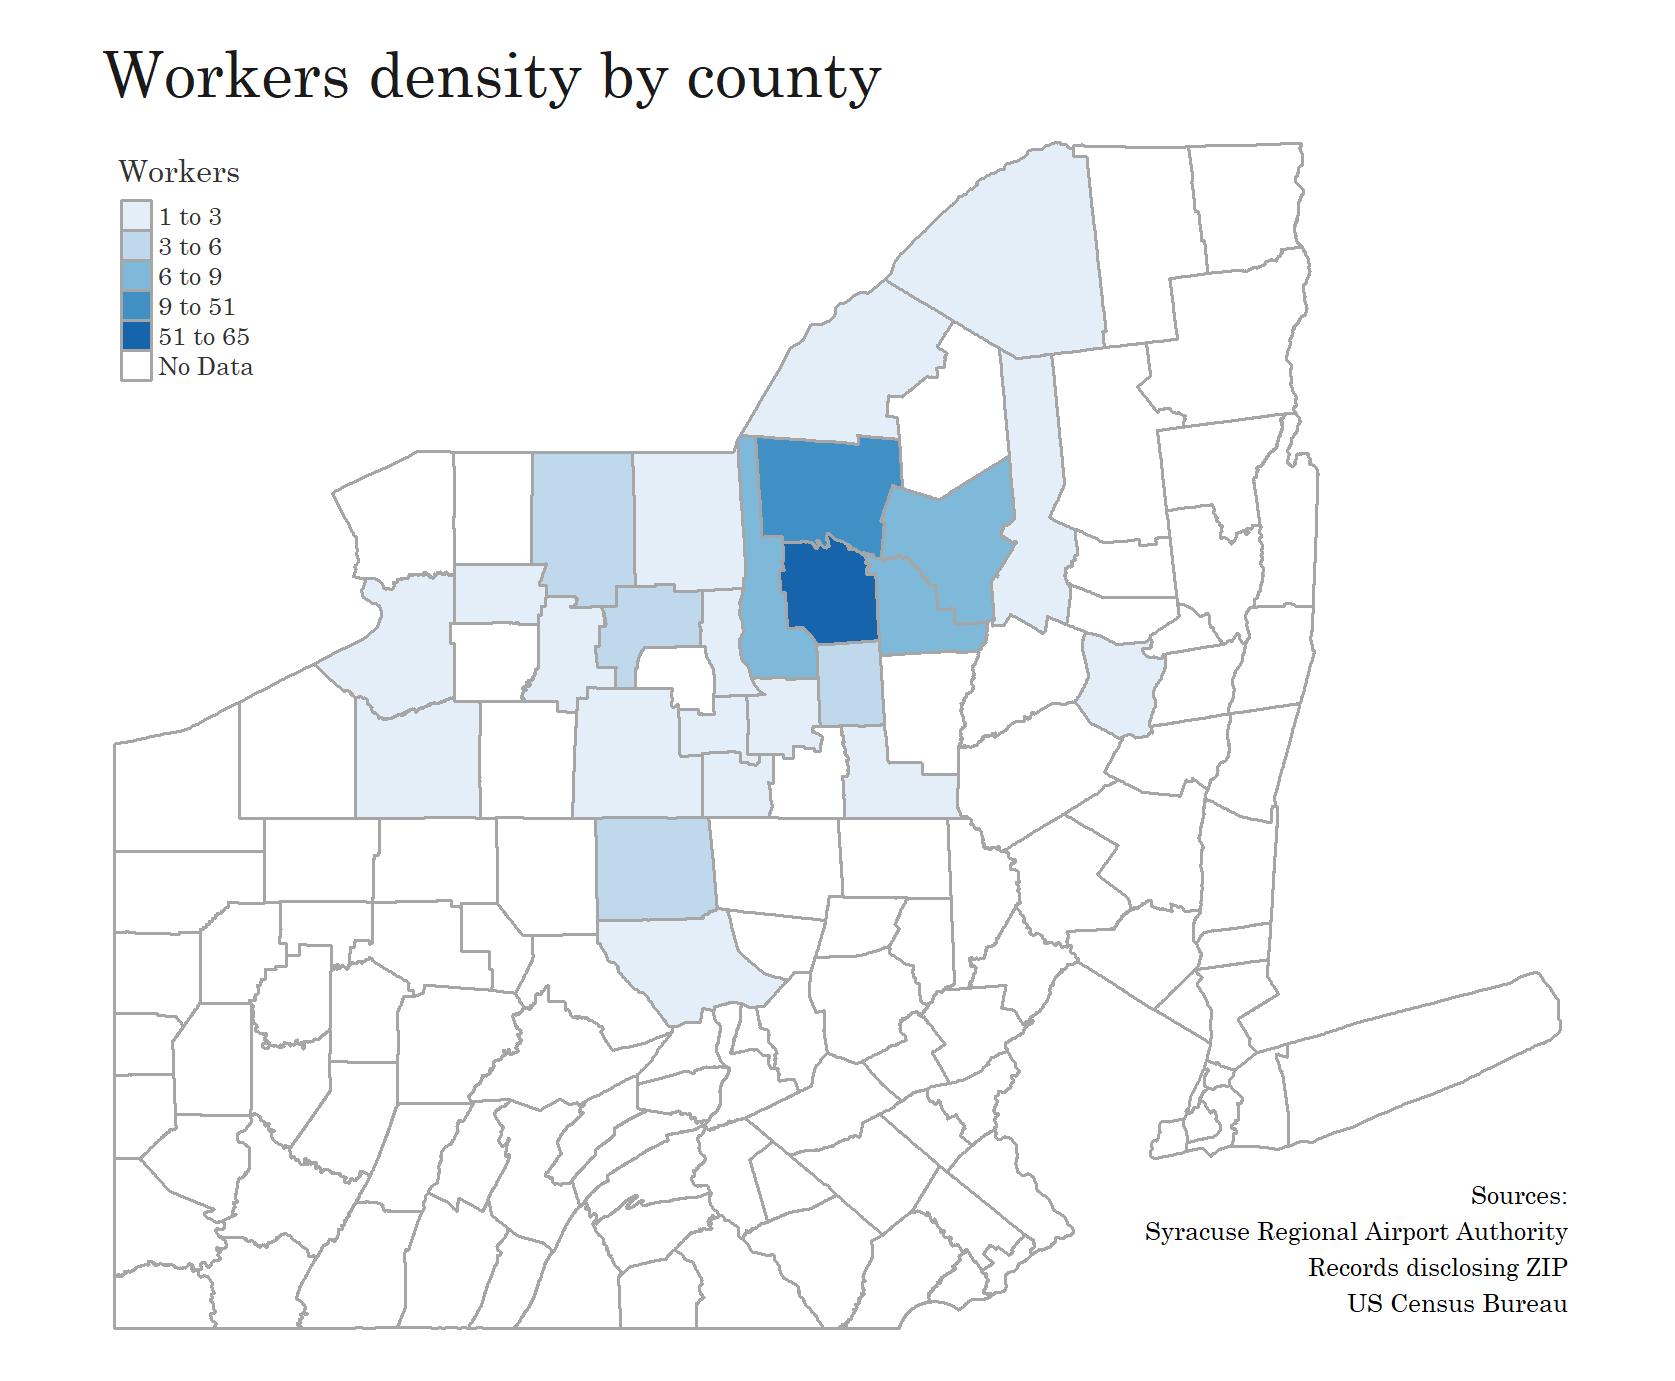 Workers density by county
Workers
1 to 3
3 to 6
6 to 9
9 to 51
51 to 65
No Data
Sources:
Syracuse Regional Airport Authority
Records disclosing ZIP
US Census Bureau